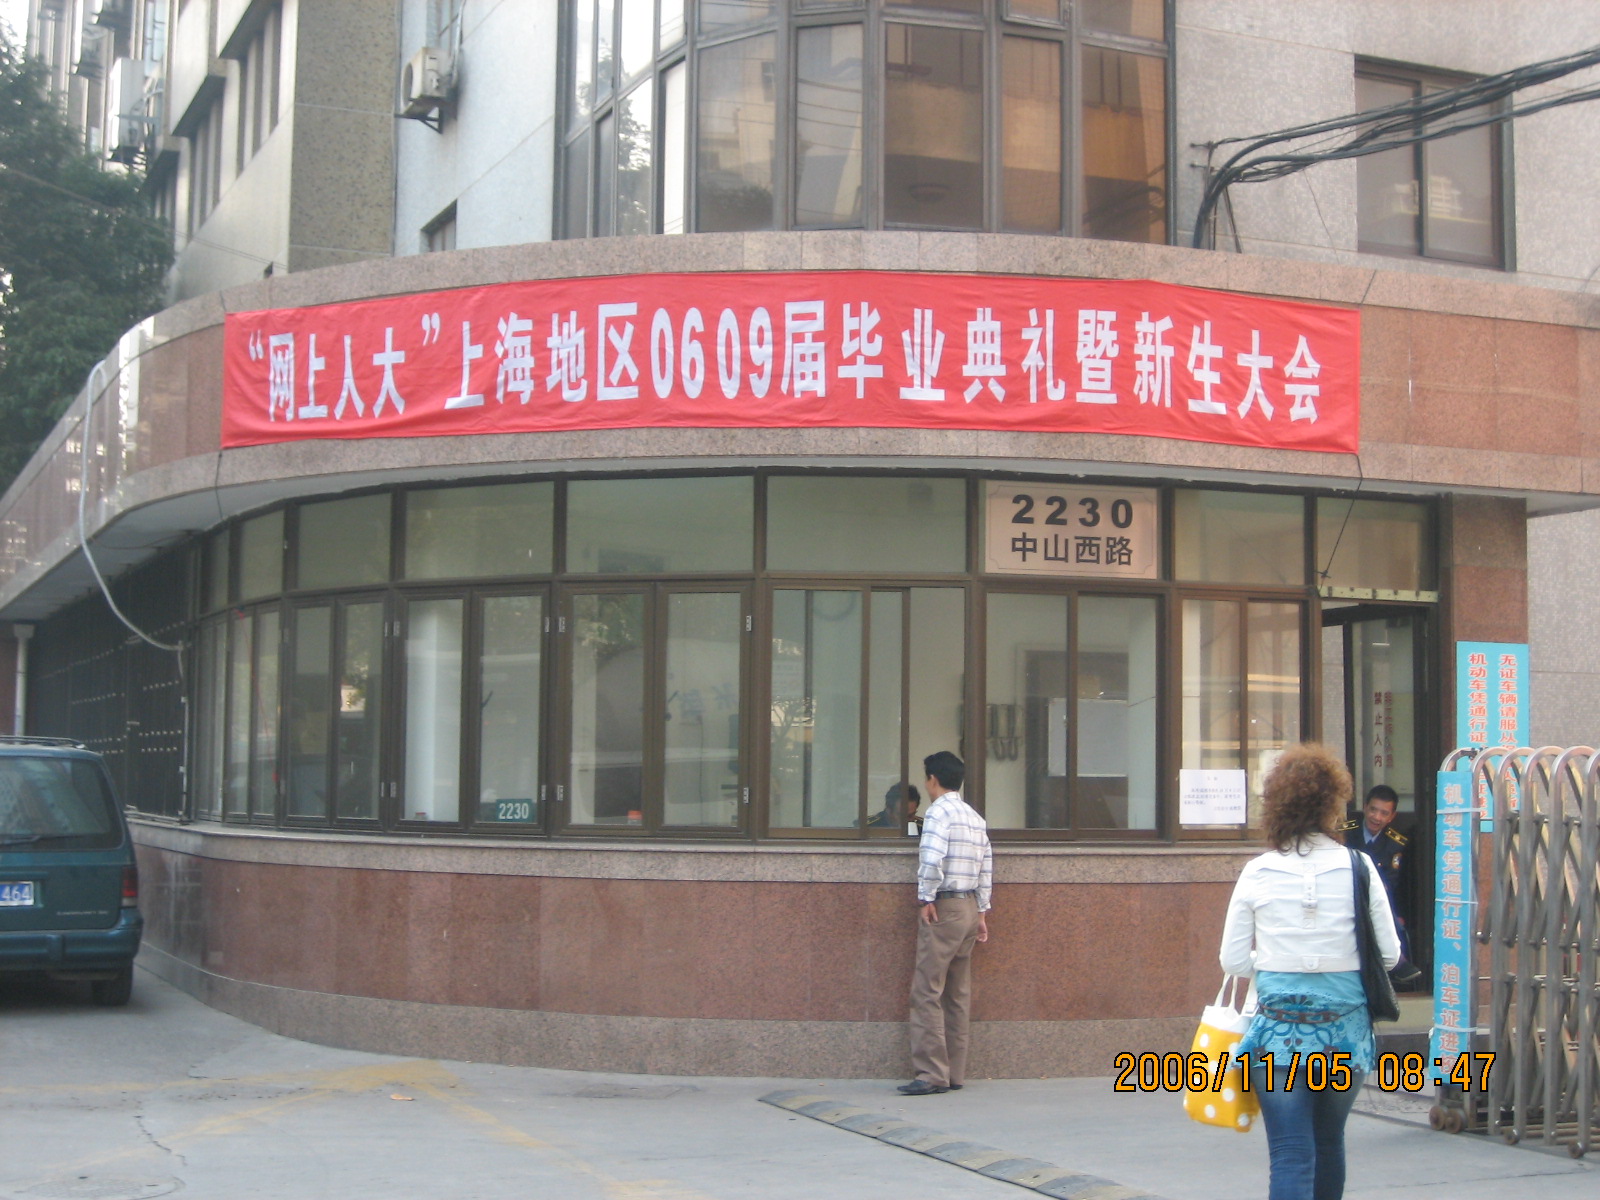 “网上人大”上海地区0609届毕业典礼暨新生大会
2230
中山西路
2230
无证车辆请服从
机动车凭通行证
禁止人内
机动车凭通行证、泊车证进
464
2006/11/05 08:47